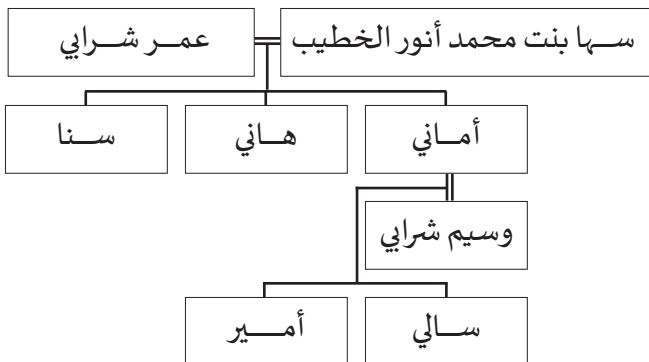 سها بنت محمد أنور الخطيب
عمر شرابي
أماني
هاني
سنا
وسيم شرابي
سالي
أمير